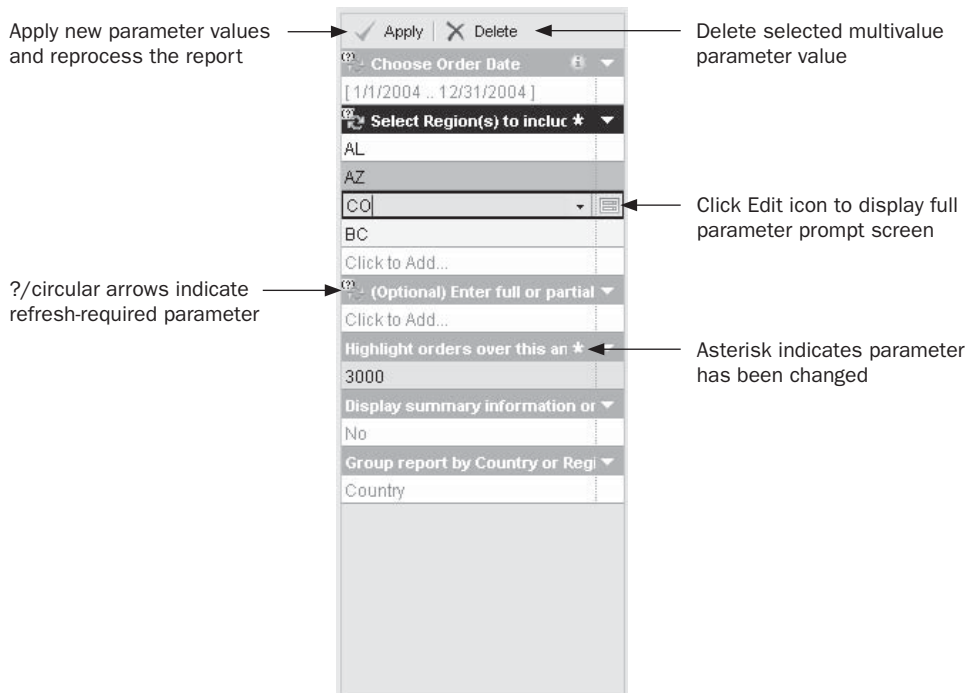 Apply new parameter values
and reprocess the report
Apply
Delete
Delete selected multivalue
parameter value
(?) Choose Order Date
[ 1/1/2004 .. 12/31/2004 ]
(?) Select Region(s) to includ *
AL
AZ
CO
Click Edit icon to display full
parameter prompt screen
BC
Click to Add...
?/circular arrows indicate
refresh-required parameter
(?) (Optional) Enter full or partial
Click to Add...
Highlight orders over this an *
Asterisk indicates parameter
has been changed
3000
Display summary information or
No
Group report by Country or Regi
Country